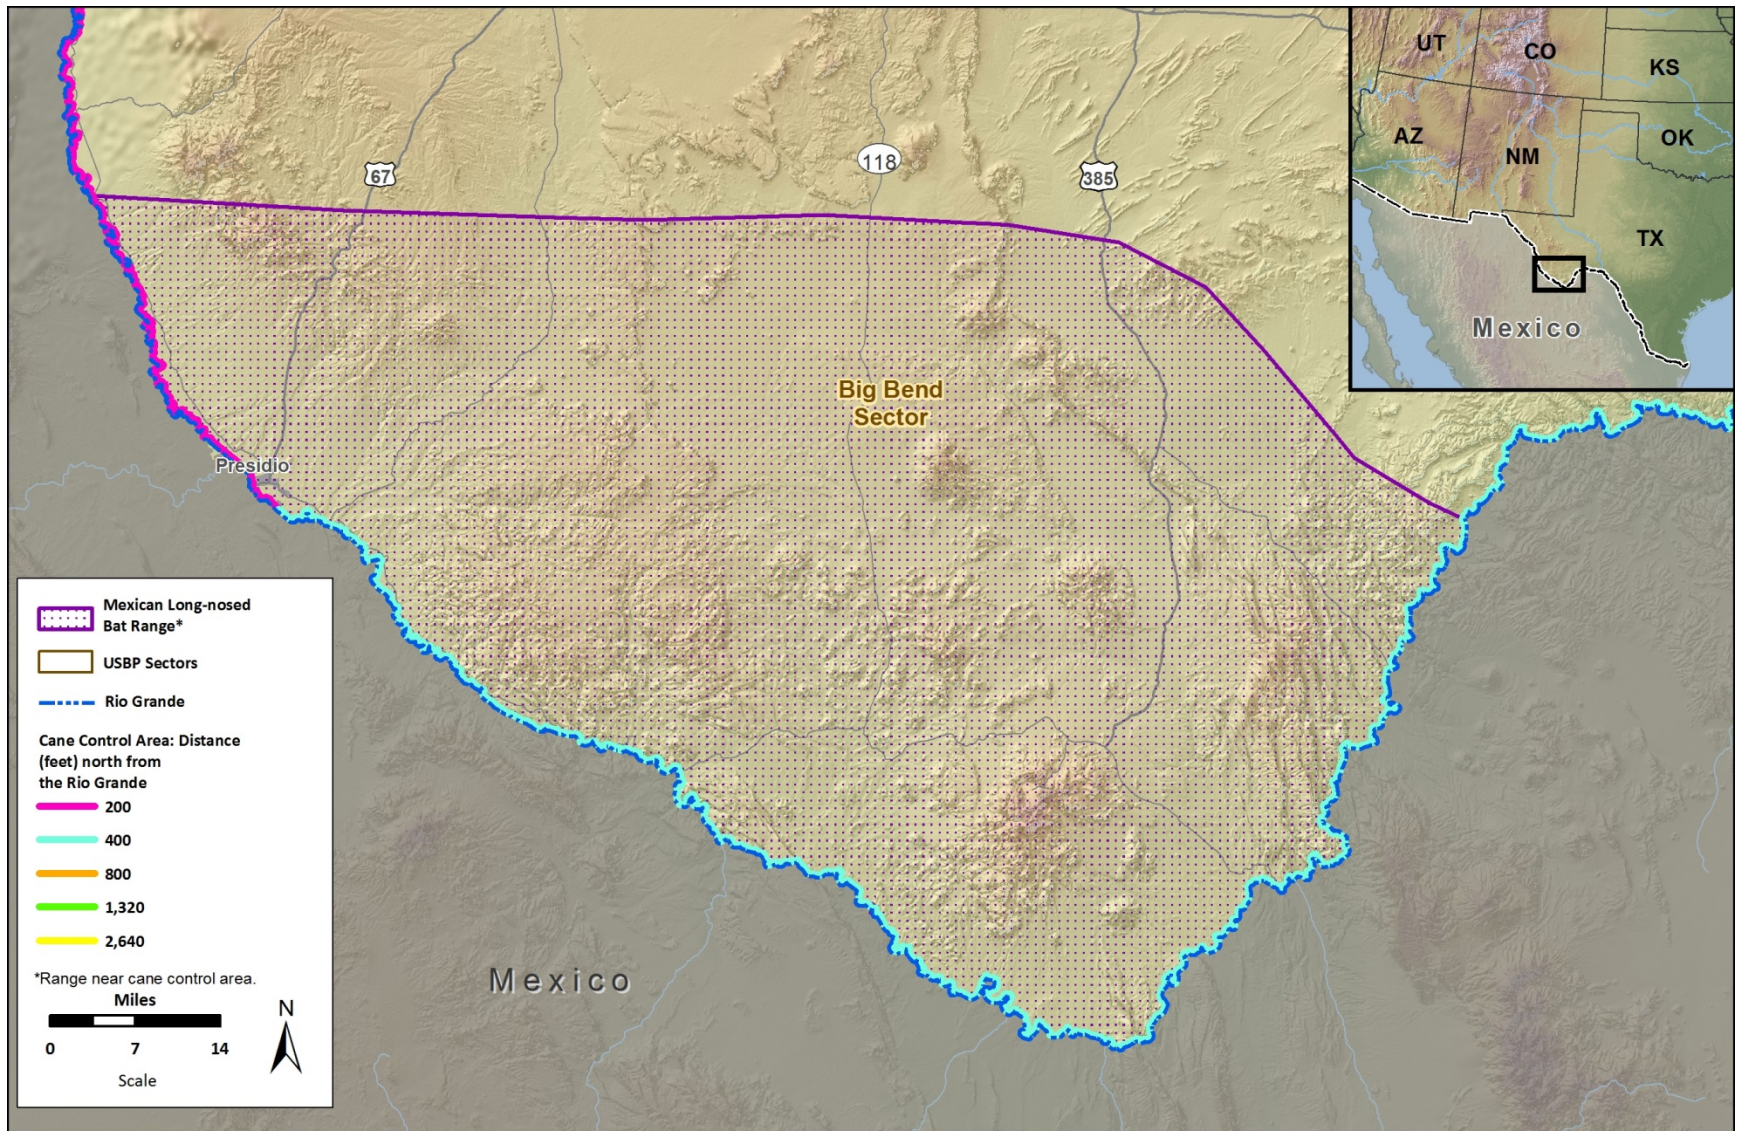 67
118
385
Big Bend
Sector
Presidio
Mexico
UT
CO
KS
AZ
NM
OK
TX
Mexico
Mexican Long-nosed
Bat Range*
USBP Sectors
Rio Grande
Cane Control Area: Distance
(feet) north from
the Rio Grande
200
400
800
1,320
2,640
*Range near cane control area.
Miles
0 7 14
Scale
N